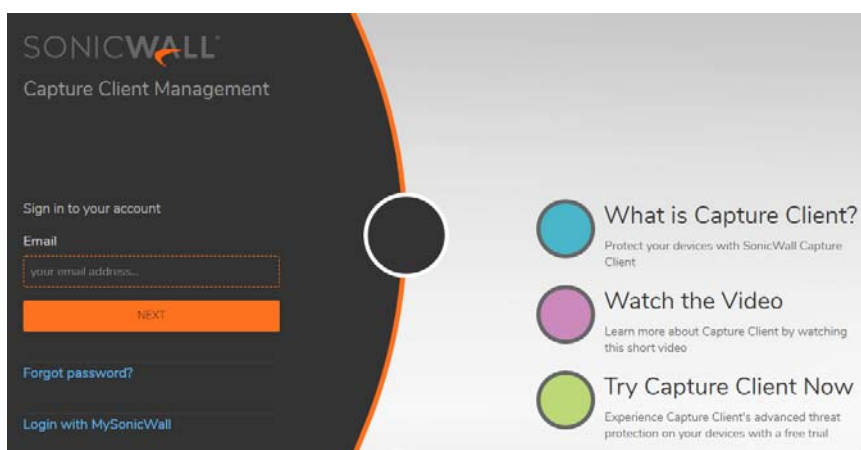 SONICWALL
Capture Client Management
Sign in to your account
Email
your email address...
NEXT
Forgot password?
Login with MySonicWall
What is Capture Client?
Protect your devices with SonicWall Capture
Client
Watch the Video
Learn more about Capture Client by watching
this short video
Try Capture Client Now
Experience Capture Client's advanced threat
protection on your devices with a free trial